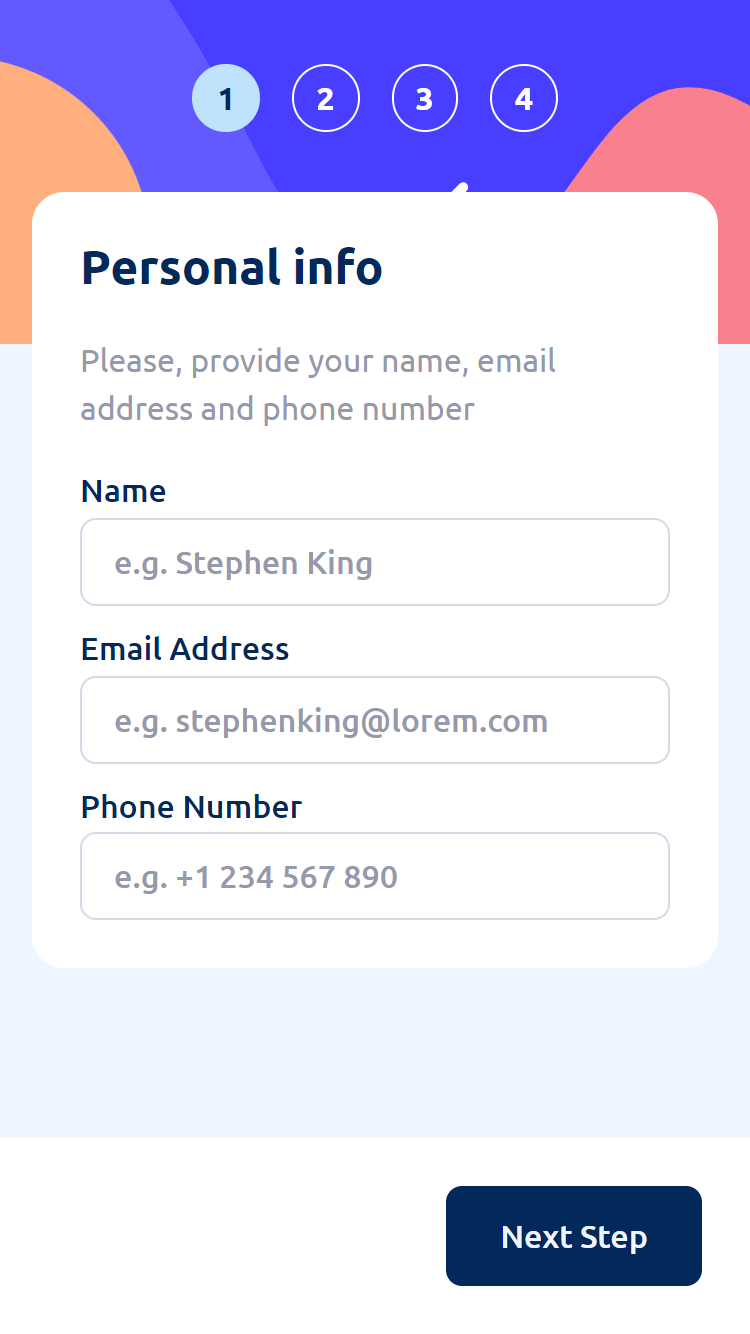 1 2 3 4
Personal info
Please, provide your name, email
address and phone number
Name
e.g. Stephen King
Email Address
e.g. stephenking@lorem.com
Phone Number
e.g. +1 234 567 890
Next Step